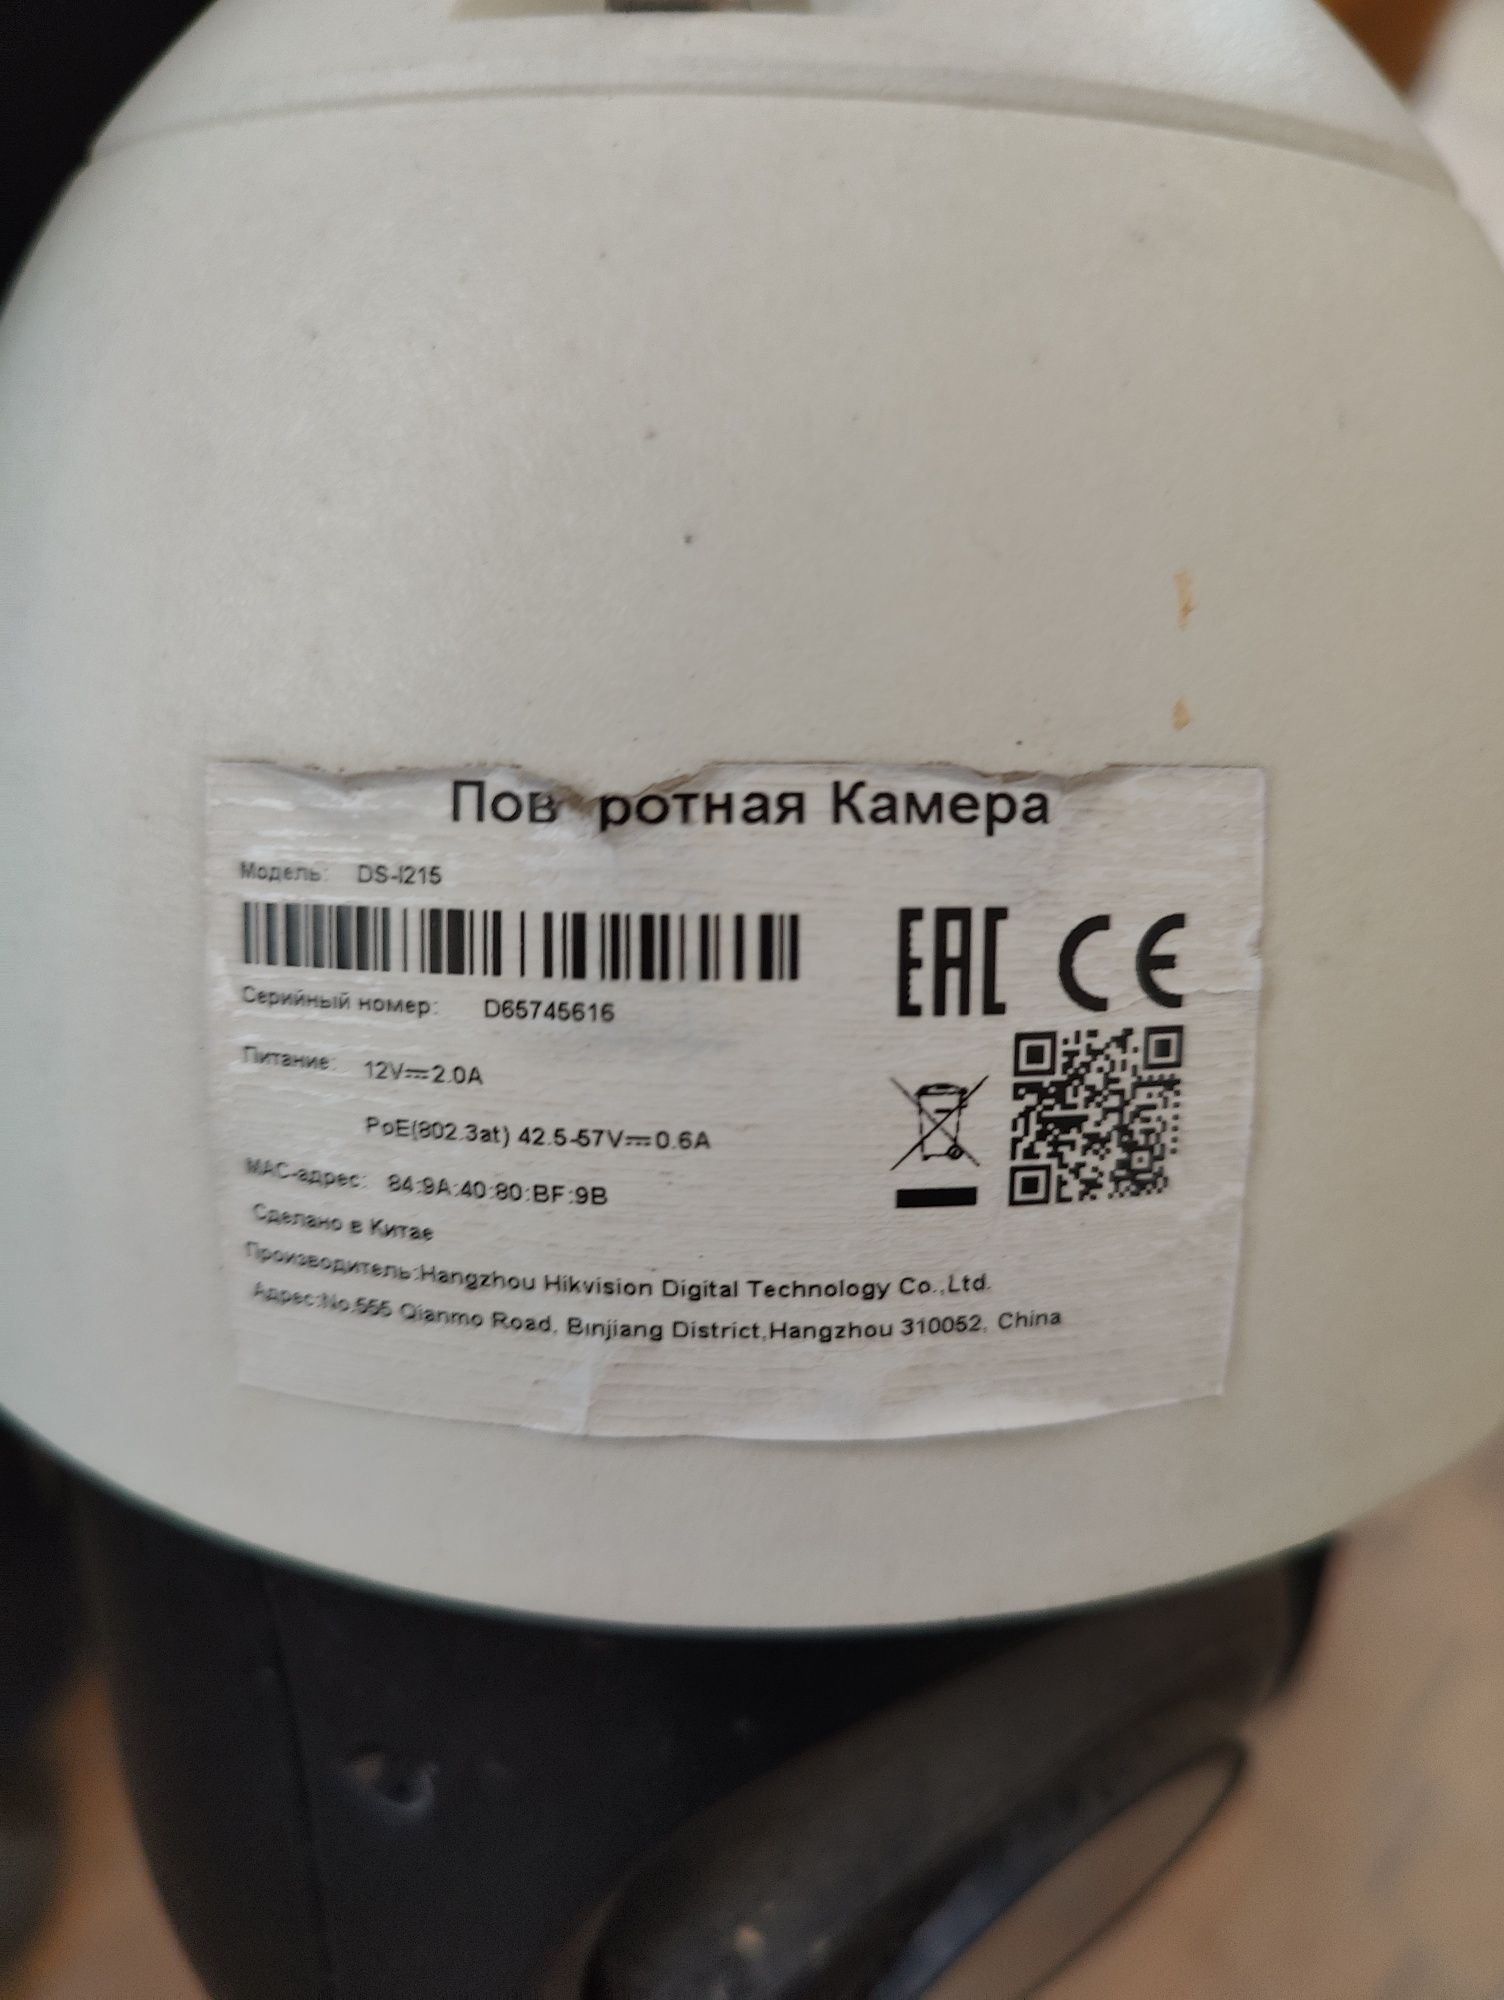 Пов ротная Камера
Модель: DS-I215
EAC CE
Серийный номер: D65745616
Питание: 12V⎓2.0A
PoE(802.3at) 42.5-57V⎓0.6A
MAC-адрес: 84:9A:40:80:BF:9B
Сделано в Китае
Производитель:Hangzhou Hikvision Digital Technology Co.,Ltd.
Адрес:No.555 Qianmo Road, Binjiang District,Hangzhou 310052, China